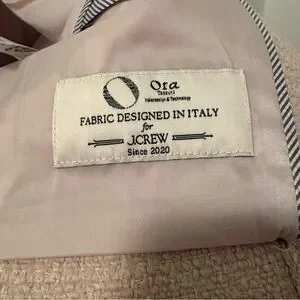 Ora
Tessuti
FABRIC DESIGNED IN ITALY
for
J.CREW
Since 2020